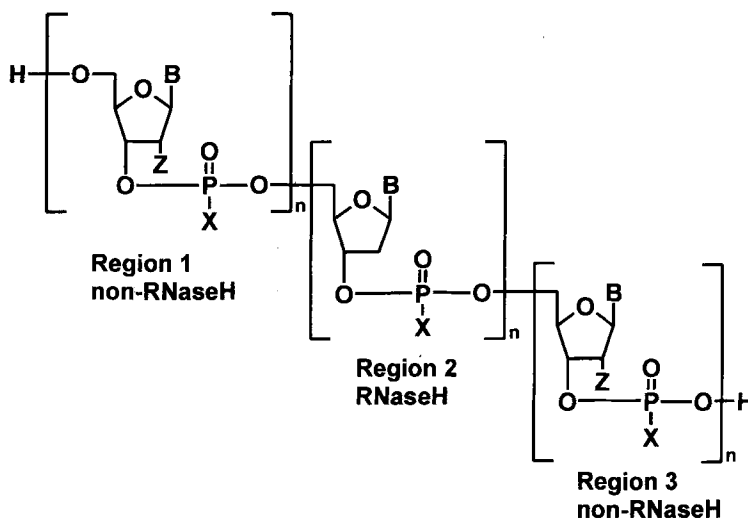 H O O B
Z O
O P O
X n
Region 1
non-RNaseH
O B
O
O P O
X n
Region 2
RNaseH
O B
Z O
O P O H
X n
Region 3
non-RNaseH